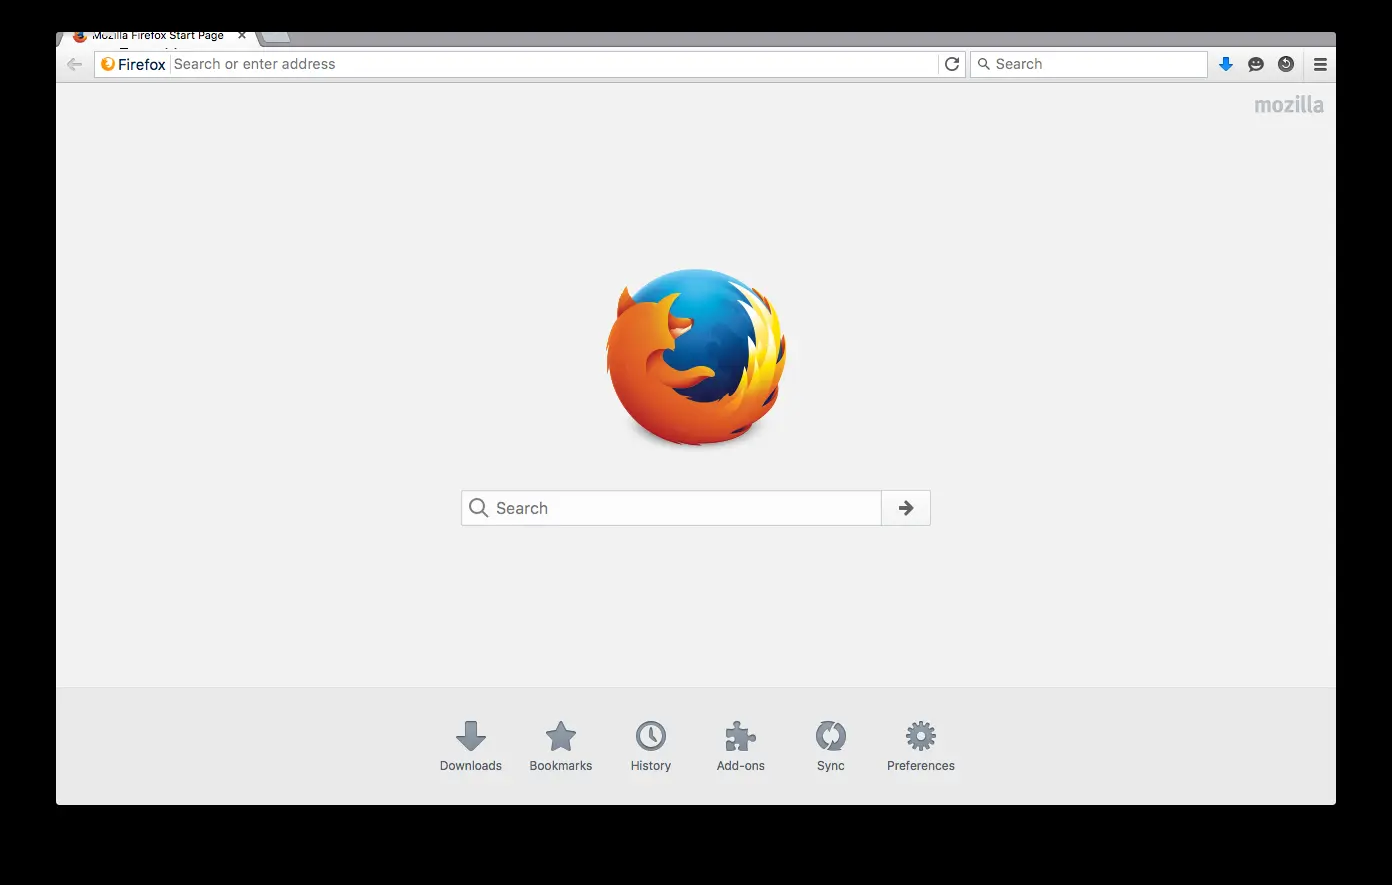 Mozilla Firefox Start Page
Firefox Search or enter address Search
mozilla
Search
Downloads Bookmarks History Add-ons Sync Preferences